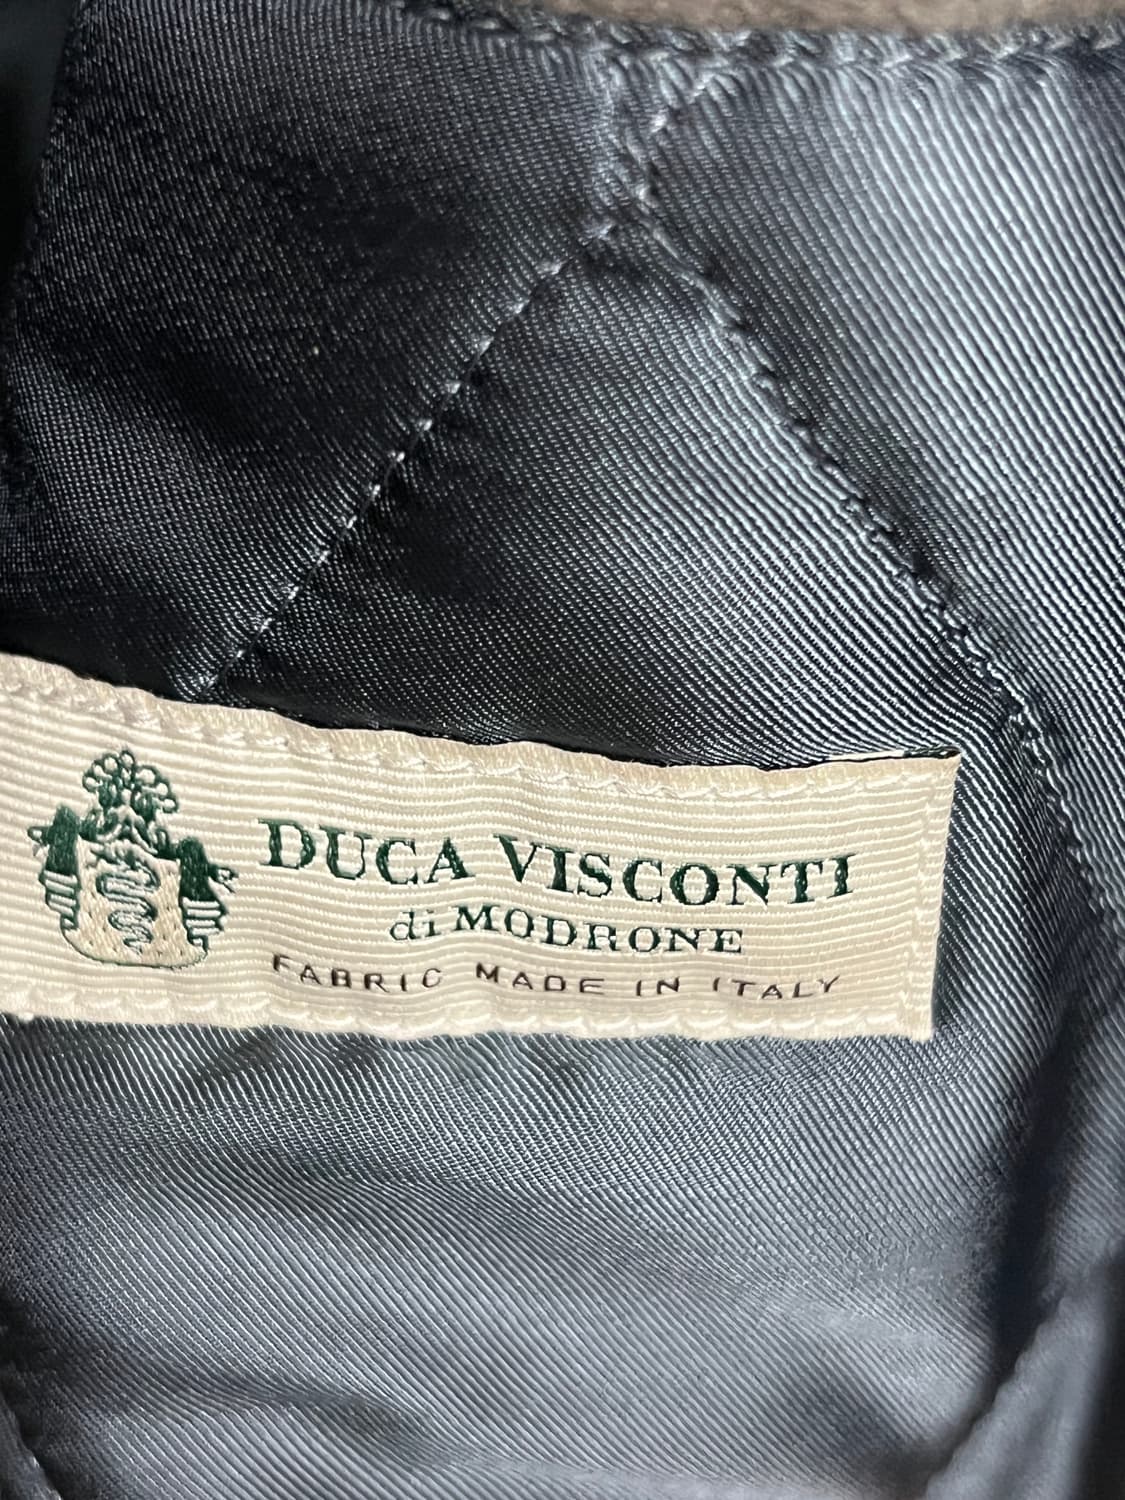 DUCA VISCONTI
di MODRONE
FABRIC MADE IN ITALY